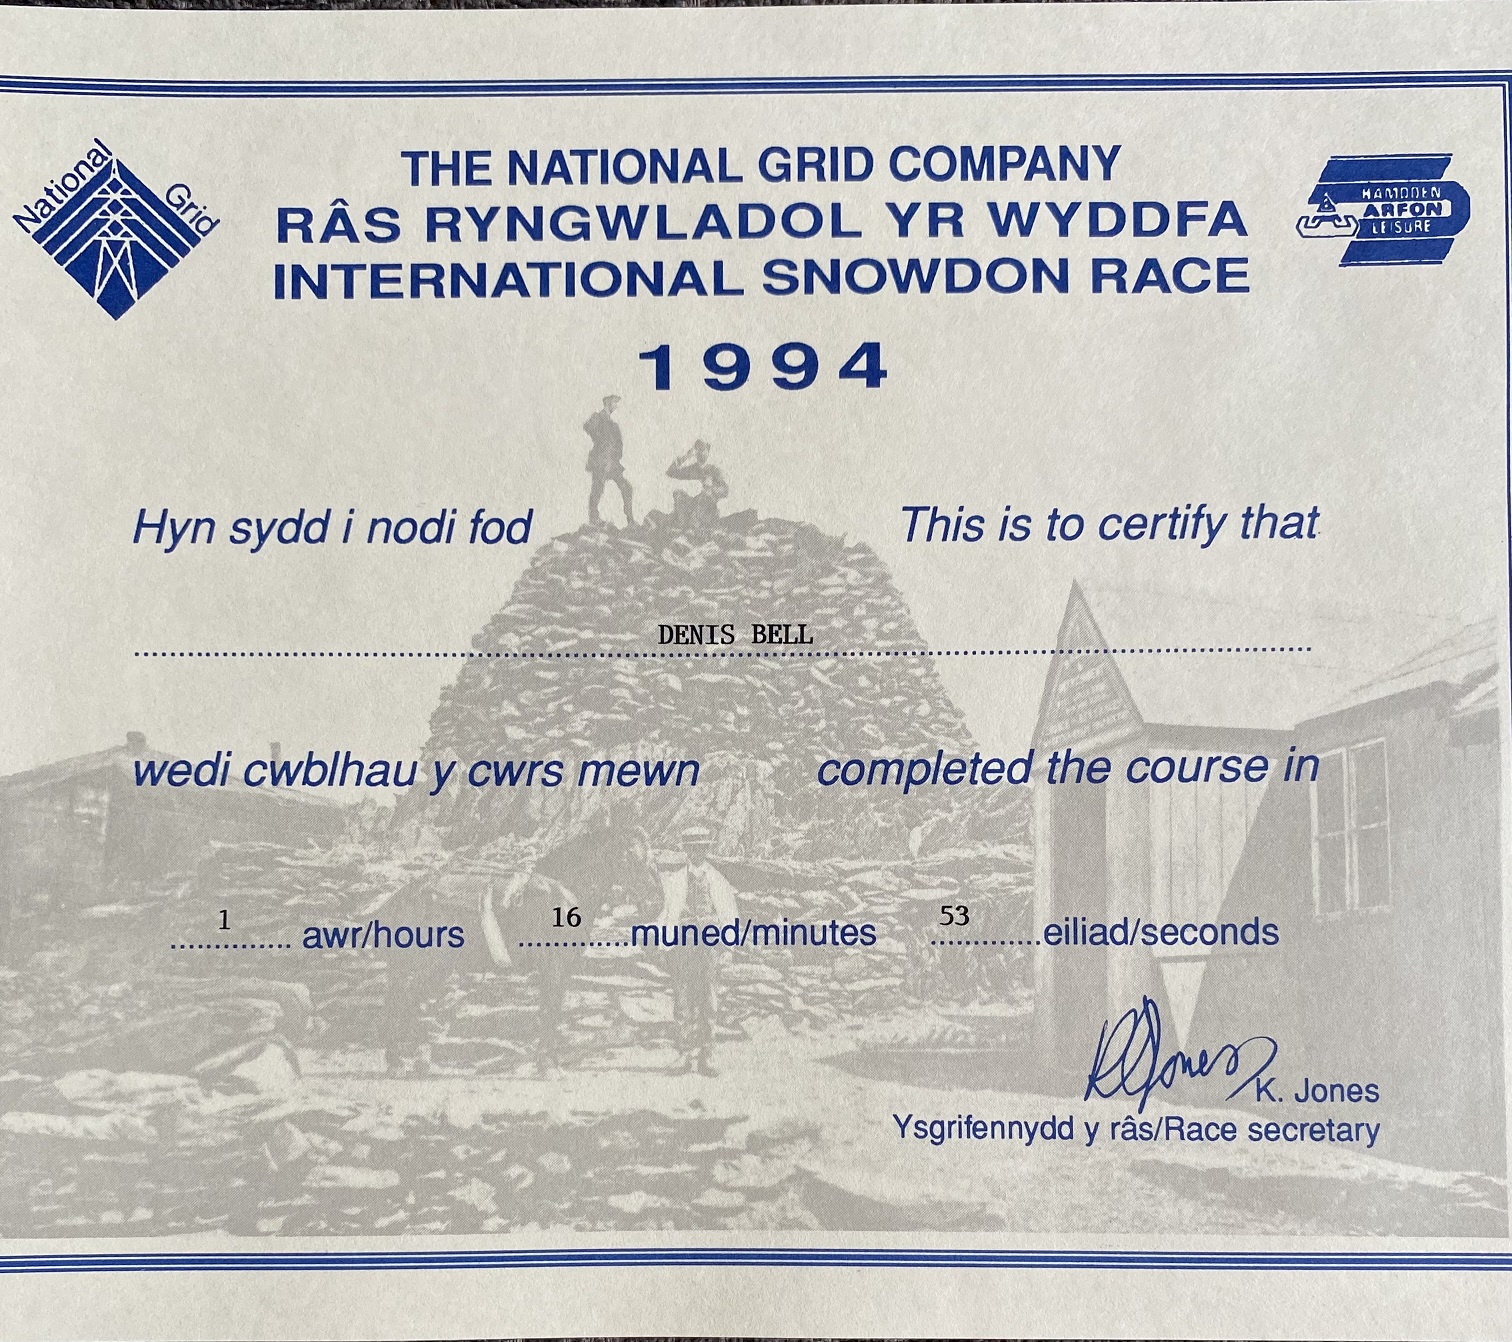 National Grid
THE NATIONAL GRID COMPANY
RÂS RYNGWLADOL YR WYDDFA
INTERNATIONAL SNOWDON RACE
1994
HAMDDEN
ARFON
LEISURE
Hyn sydd i nodi fod This is to certify that
DENIS BELL
wedi cwblhau y cwrs mewn completed the course in
1 awr/hours 16 muned/minutes 53 eiliad/seconds
K. Jones
Ysgrifennydd y râs/Race secretary